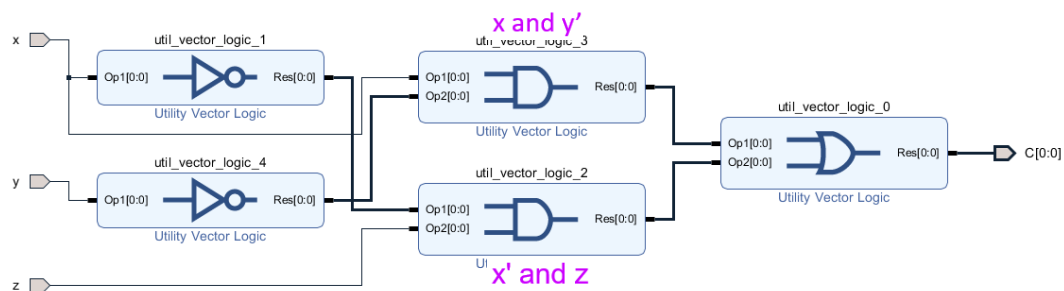 x and y’
x
util_vector_logic_1
util_vector_logic_3
Op1[0:0]
Res[0:0]
Utility Vector Logic
Op1[0:0]
Op2[0:0]
Res[0:0]
Utility Vector Logic
util_vector_logic_0
Op1[0:0]
Op2[0:0]
Res[0:0]
Utility Vector Logic
C[0:0]
util_vector_logic_4
y
Op1[0:0]
Res[0:0]
Utility Vector Logic
util_vector_logic_2
Op1[0:0]
Op2[0:0]
Res[0:0]
x' and z
z